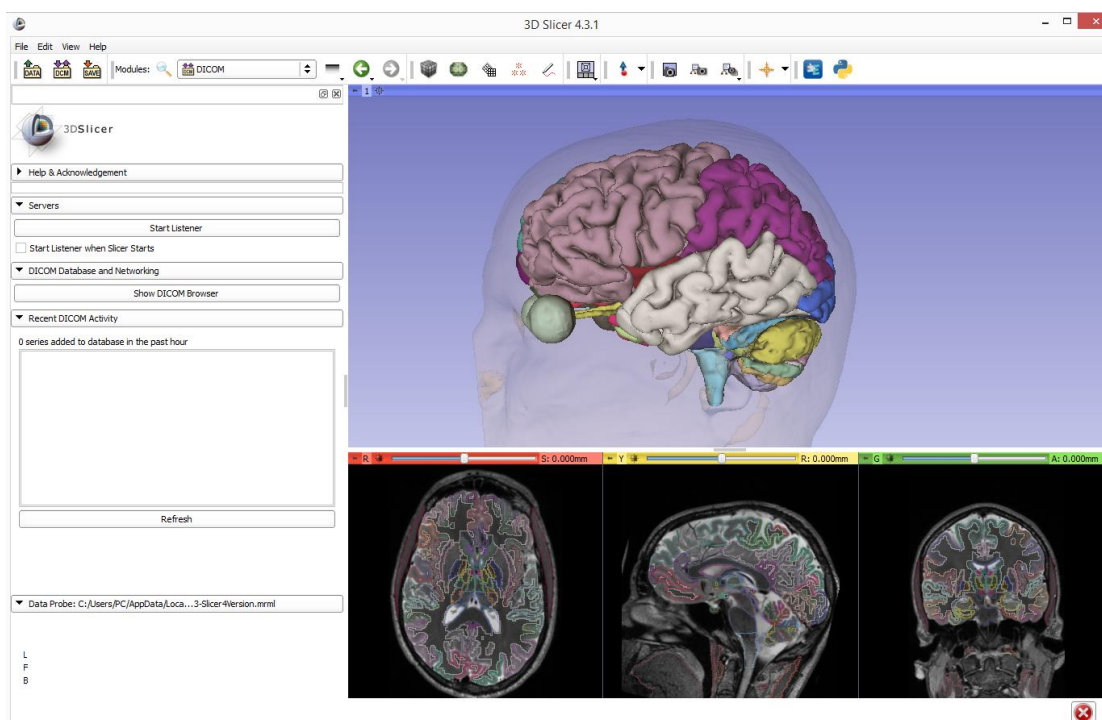 3D Slicer 4.3.1
File Edit View Help
DATA DCM SAVE Modules: DICOM
1
3DSlicer
Help & Acknowledgement
Servers
Start Listener
Start Listener when Slicer Starts
DICOM Database and Networking
Show DICOM Browser
Recent DICOM Activity
0 series added to database in the past hour
Refresh
R S: 0.000mm Y R: 0.000mm G A: 0.000mm
Data Probe: C:/Users/PC/AppData/Loca...3-Slicer4Version.mrml
L
F
B